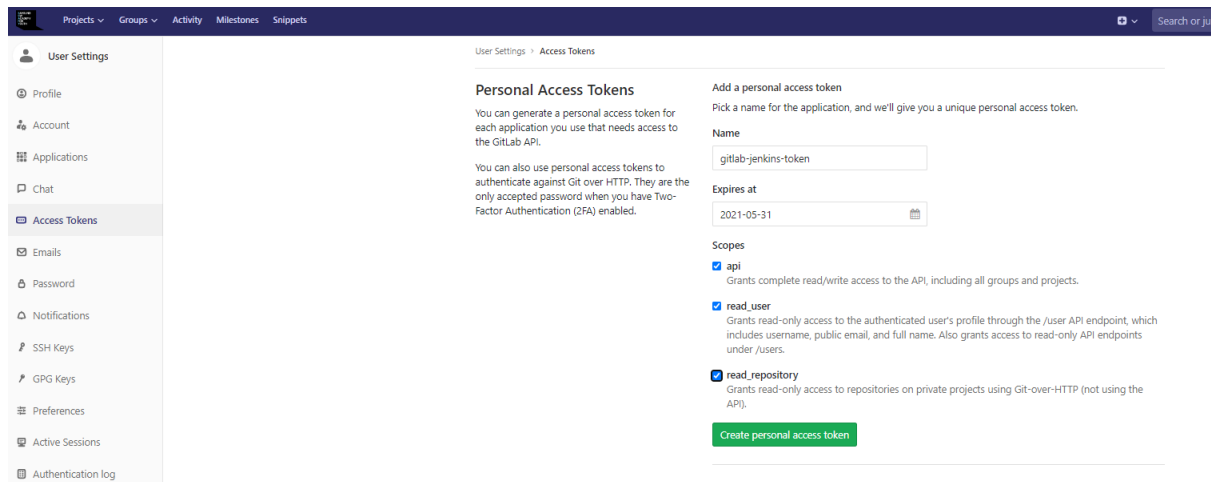 Projects Groups Activity Milestones Snippets
Search or ju
User Settings
Profile
Account
Applications
Chat
Access Tokens
Emails
Password
Notifications
SSH Keys
GPG Keys
Preferences
Active Sessions
Authentication log
User Settings > Access Tokens
Personal Access Tokens
You can generate a personal access token for
each application you use that needs access to
the GitLab API.
You can also use personal access tokens to
authenticate against Git over HTTP. They are the
only accepted password when you have Two-
Factor Authentication (2FA) enabled.
Add a personal access token
Pick a name for the application, and we'll give you a unique personal access token.
Name
gitlab-jenkins-token
Expires at
2021-05-31
Scopes
api
Grants complete read/write access to the API, including all groups and projects.
read_user
Grants read-only access to the authenticated user's profile through the /user API endpoint, which
includes username, public email, and full name. Also grants access to read-only API endpoints
under /users.
read_repository
Grants read-only access to repositories on private projects using Git-over-HTTP (not using the
API).
Create personal access token